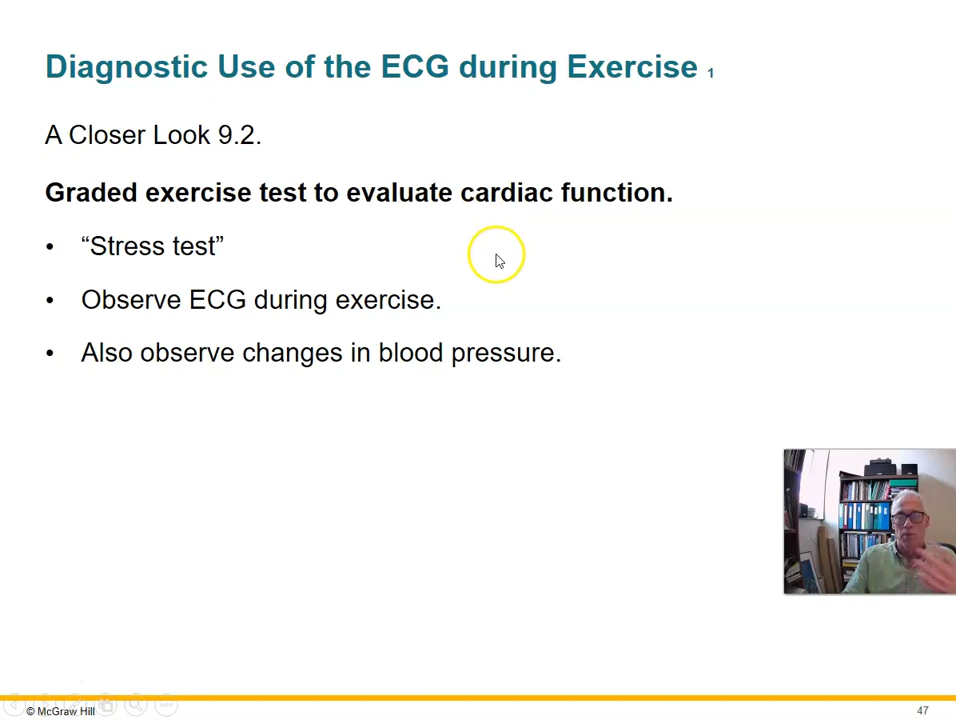 Diagnostic Use of the ECG during Exercise 1
A Closer Look 9.2.
Graded exercise test to evaluate cardiac function.
• “Stress test”
• Observe ECG during exercise.
• Also observe changes in blood pressure.
© McGraw Hill
47